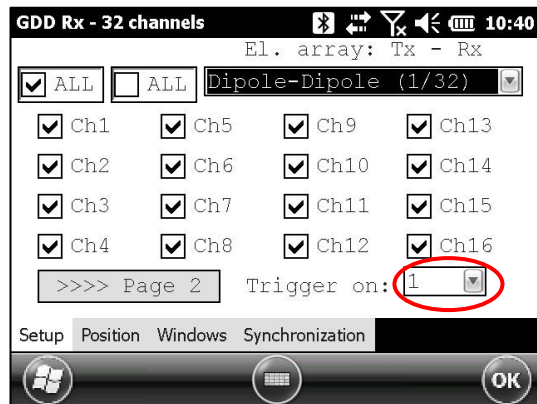 GDD Rx - 32 channels 10:40
El. array: Tx - Rx
ALL ALL Dipole-Dipole (1/32)
Ch1 Ch5 Ch9 Ch13
Ch2 Ch6 Ch10 Ch14
Ch3 Ch7 Ch11 Ch15
Ch4 Ch8 Ch12 Ch16
>>>> Page 2 Trigger on: 1
Setup Position Windows Synchronization
OK